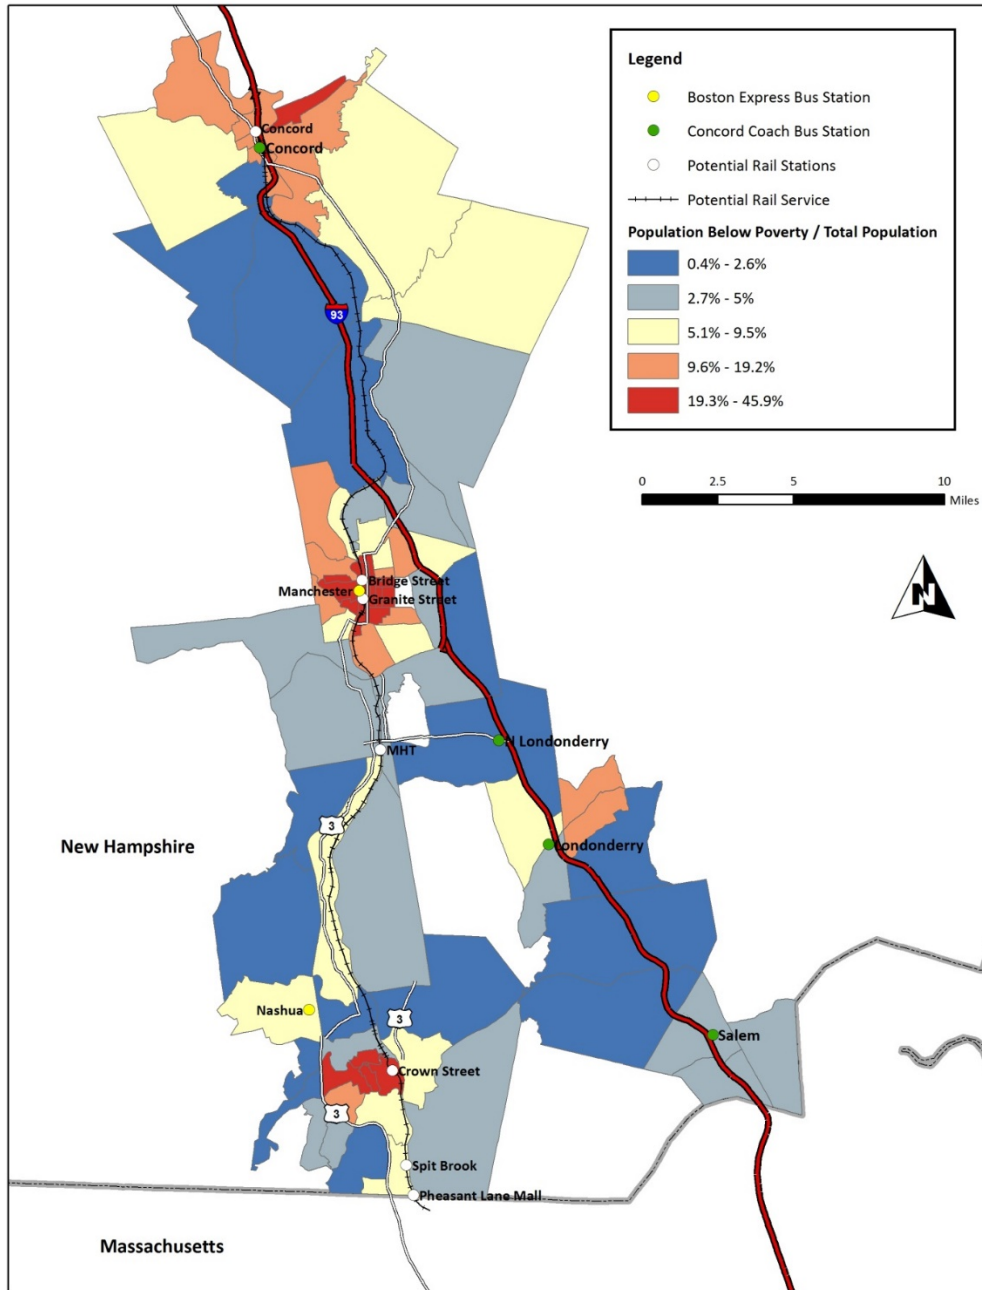 Legend
Boston Express Bus Station
Concord Coach Bus Station
Potential Rail Stations
Potential Rail Service
Population Below Poverty / Total Population
0.4% - 2.6%
2.7% - 5%
5.1% - 9.5%
9.6% - 19.2%
19.3% - 45.9%
0 2.5 5 10
Miles
N
Concord
Concord
93
Bridge Street
Manchester
Granite Street
N Londonderry
MHT
3
Londonderry
New Hampshire
Nashua
3
Salem
Crown Street
3
Spit Brook
Pheasant Lane Mall
Massachusetts